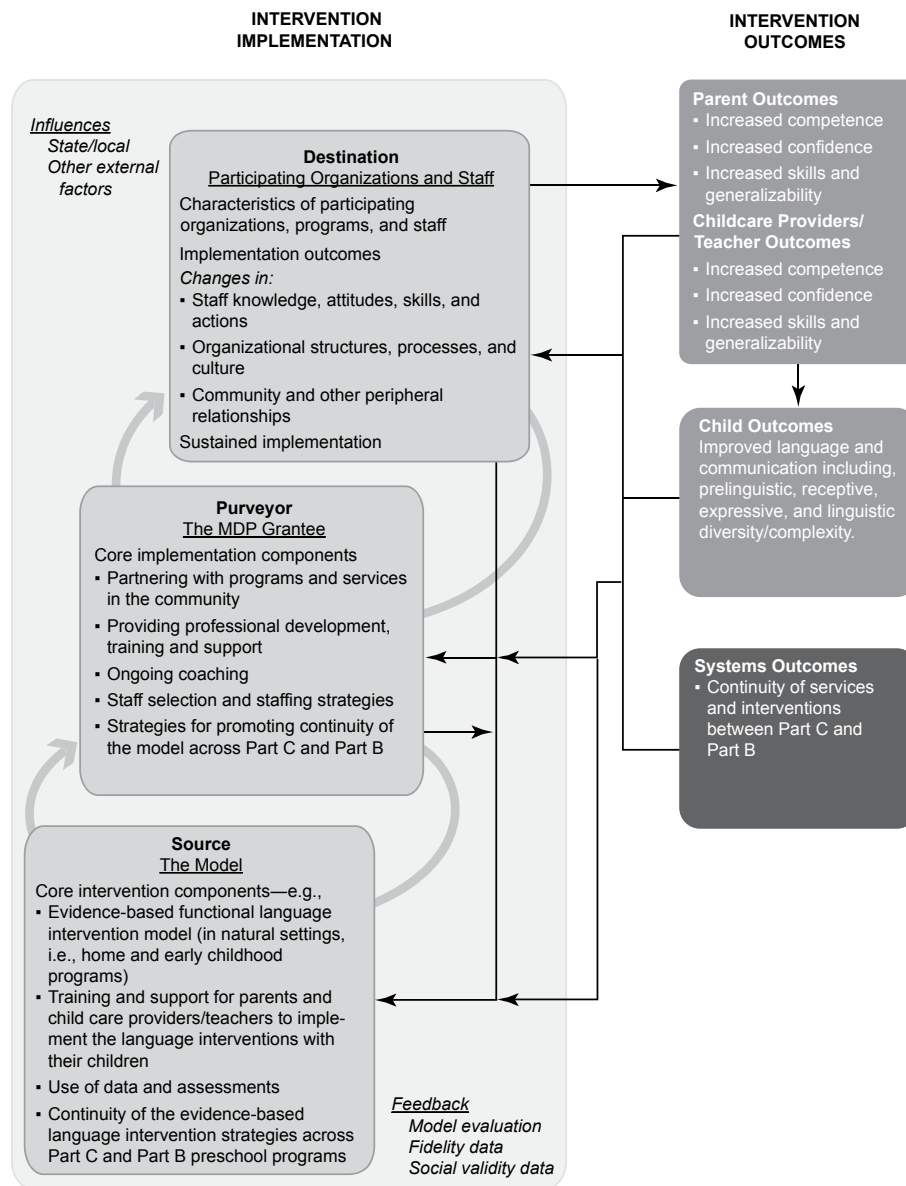 INTERVENTION
IMPLEMENTATION
INTERVENTION
OUTCOMES
Influences
State/local
Other external
factors
Destination
Participating Organizations and Staff
Characteristics of participating
organizations, programs, and staff
Implementation outcomes
Changes in:
▪ Staff knowledge, attitudes, skills, and
actions
▪ Organizational structures, processes, and
culture
▪ Community and other peripheral
relationships
Sustained implementation
Purveyor
The MDP Grantee
Core implementation components
▪ Partnering with programs and services
in the community
▪ Providing professional development,
training and support
▪ Ongoing coaching
▪ Staff selection and staffing strategies
▪ Strategies for promoting continuity of
the model across Part C and Part B
Source
The Model
Core intervention components—e.g.,
▪ Evidence-based functional language
intervention model (in natural settings,
i.e., home and early childhood
programs)
▪ Training and support for parents and
child care providers/teachers to imple-
ment the language interventions with
their children
▪ Use of data and assessments
▪ Continuity of the evidence-based
language intervention strategies across
Part C and Part B preschool programs
Feedback
Model evaluation
Fidelity data
Social validity data
Parent Outcomes
▪ Increased competence
▪ Increased confidence
▪ Increased skills and
generalizability
Childcare Providers/
Teacher Outcomes
▪ Increased competence
▪ Increased confidence
▪ Increased skills and
generalizability
Child Outcomes
Improved language and
communication including,
prelinguistic, receptive,
expressive, and linguistic
diversity/complexity.
Systems Outcomes
▪ Continuity of services
and interventions
between Part C and
Part B